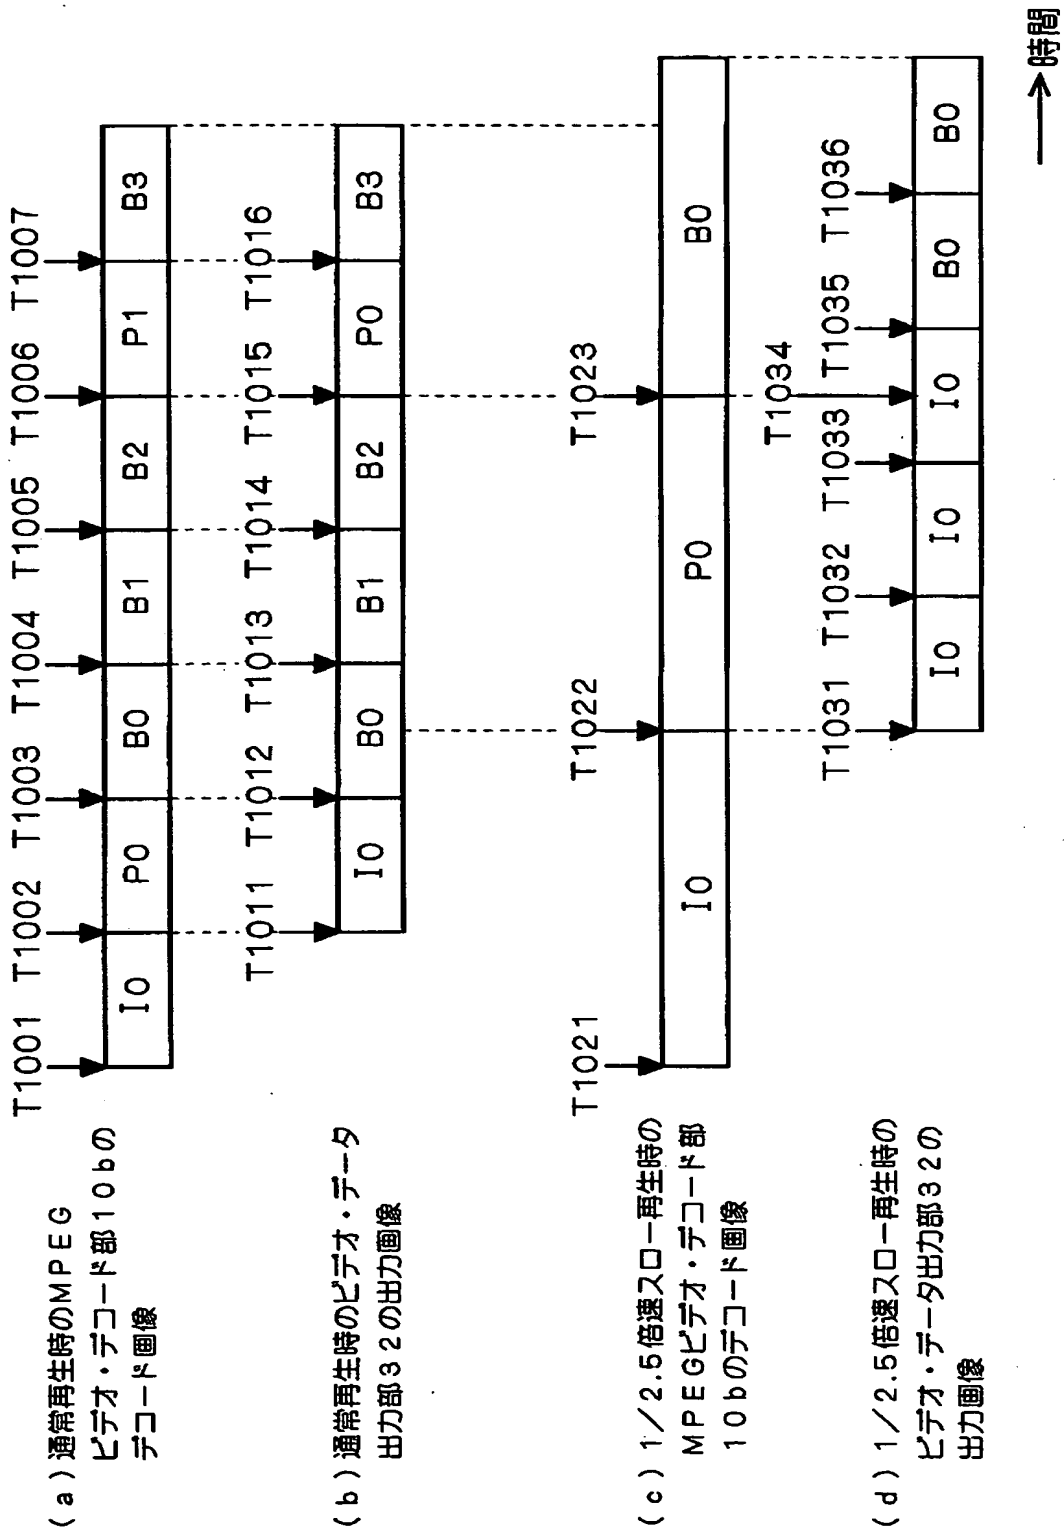 (a)通常再生時のMPEG
ビデオ・デコード部10bの
デコード画像
T1001 T1002 T1003 T1004 T1005 T1006 T1007
I0 P0 B0 B1 B2 P1 B3
(b)通常再生時のビデオ・データ
出力部32の出力画像
T1011 T1012 T1013 T1014 T1015 T1016
I0 B0 B1 B2 P0 B3
(c)1/2.5倍速スロー再生時の
MPEGビデオ・デコード部
10bのデコード画像
T1021 T1022 T1023
I0 P0 B0
(d)1/2.5倍速スロー再生時の
ビデオ・データ出力部32の
出力画像
T1031 T1032 T1033 T1034 T1035 T1036
I0 I0 I0 B0 B0
時間